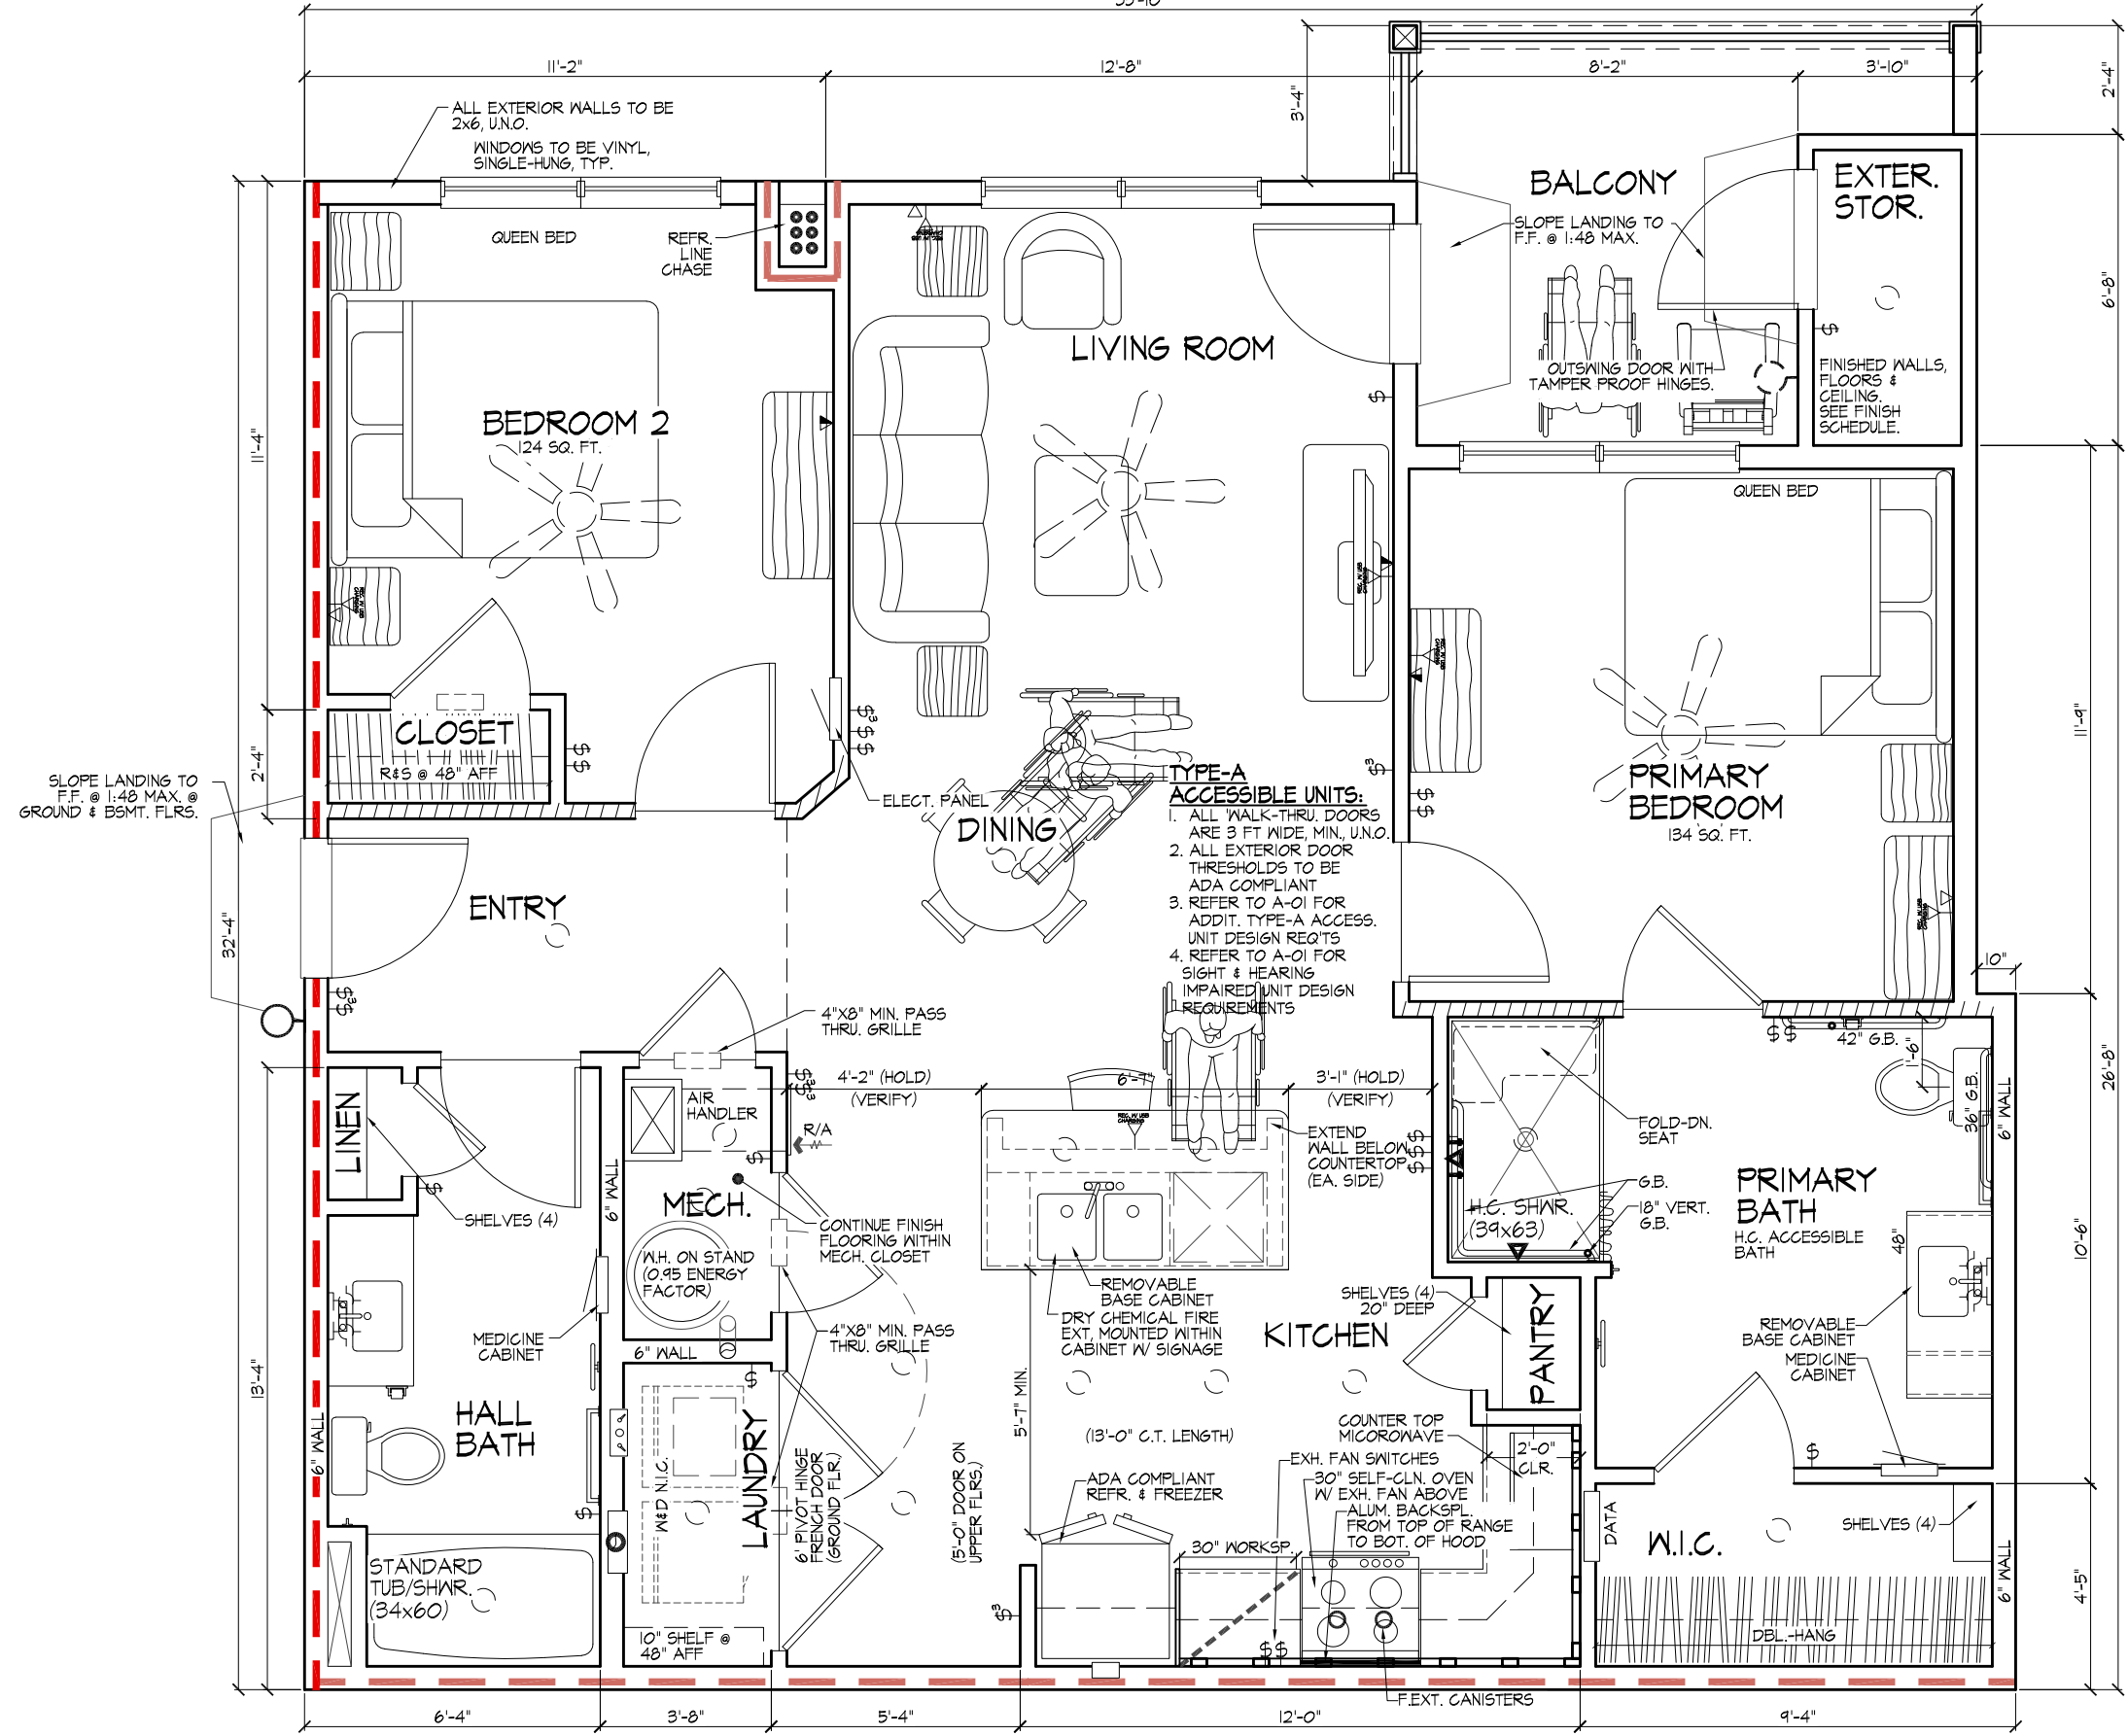 11'-2"
12'-8"
8'-2"
3'-10"
2'-4"
3'-4"
ALL EXTERIOR WALLS TO BE
2x6, U.N.O.
WINDOWS TO BE VINYL,
SINGLE-HUNG, TYP.
QUEEN BED
REFR.
LINE
CHASE
BALCONY
SLOPE LANDING TO
F.F. @ 1:48 MAX.
EXTER.
STOR.
6'-8"
LIVING ROOM
OUTSWING DOOR WITH
TAMPER PROOF HINGES.
FINISHED WALLS,
FLOORS &
CEILING.
SEE FINISH
SCHEDULE.
BEDROOM 2
124 SQ. FT.
11'-4"
QUEEN BED
11'-9"
CLOSET
R&S @ 48" AFF
2'-4"
SLOPE LANDING TO
F.F. @ 1:48 MAX. @
GROUND & BSMT. FLRS.
ELECT. PANEL
DINING
TYPE-A
ACCESSIBLE UNITS:
1. ALL 'WALK-THRU. DOORS
ARE 3 FT WIDE, MIN., U.N.O.
2. ALL EXTERIOR DOOR
THRESHOLDS TO BE
ADA COMPLIANT
3. REFER TO A-01 FOR
ADDIT. TYPE-A ACCESS.
UNIT DESIGN REQ'TS
4. REFER TO A-01 FOR
SIGHT & HEARING
IMPAIRED UNIT DESIGN
REQUIREMENTS
PRIMARY
BEDROOM
134 SQ. FT.
ENTRY
32'-4"
10"
4"X8" MIN. PASS
THRU. GRILLE
26'-8"
42" G.B.
1'-6"
36" G.B.
6" WALL
4'-2" (HOLD)
(VERIFY)
6'-7"
3'-1" (HOLD)
(VERIFY)
LINEN
AIR
HANDLER
R/A
EXTEND
WALL BELOW
COUNTERTOP
(EA. SIDE)
FOLD-DN.
SEAT
G.B.
18" VERT.
G.B.
H.C. SHWR.
(39x63)
PRIMARY
BATH
H.C. ACCESSIBLE
BATH
48"
6" WALL
MECH.
SHELVES (4)
CONTINUE FINISH
FLOORING WITHIN
MECH. CLOSET
W.H. ON STAND
(0.95 ENERGY
FACTOR)
10'-6"
REMOVABLE
BASE CABINET
DRY CHEMICAL FIRE
EXT, MOUNTED WITHIN
CABINET W/ SIGNAGE
SHELVES (4)
20" DEEP
KITCHEN
PANTRY
REMOVABLE
BASE CABINET
MEDICINE
CABINET
MEDICINE
CABINET
4"X8" MIN. PASS
THRU. GRILLE
6" WALL
13'-4"
HALL
BATH
6" WALL
W&D N.I.C.
LAUNDRY
6' PIVOT HINGE
FRENCH DOOR
(GROUND FLR.)
(5'-0" DOOR ON
UPPER FLRS.)
5'-7" MIN.
(13'-0" C.T. LENGTH)
COUNTER TOP
MICOROWAVE
2'-0"
CLR.
EXH. FAN SWITCHES
30" SELF-CLN. OVEN
W/ EXH. FAN ABOVE
ALUM. BACKSPL.
FROM TOP OF RANGE
TO BOT. OF HOOD
ADA COMPLIANT
REFR. & FREEZER
30" WORKSP.
DATA
W.I.C.
SHELVES (4)
6" WALL
4'-5"
DBL.-HANG
STANDARD
TUB/SHWR.
(34x60)
10" SHELF @
48" AFF
F.EXT. CANISTERS
6'-4"
3'-8"
5'-4"
12'-0"
9'-4"